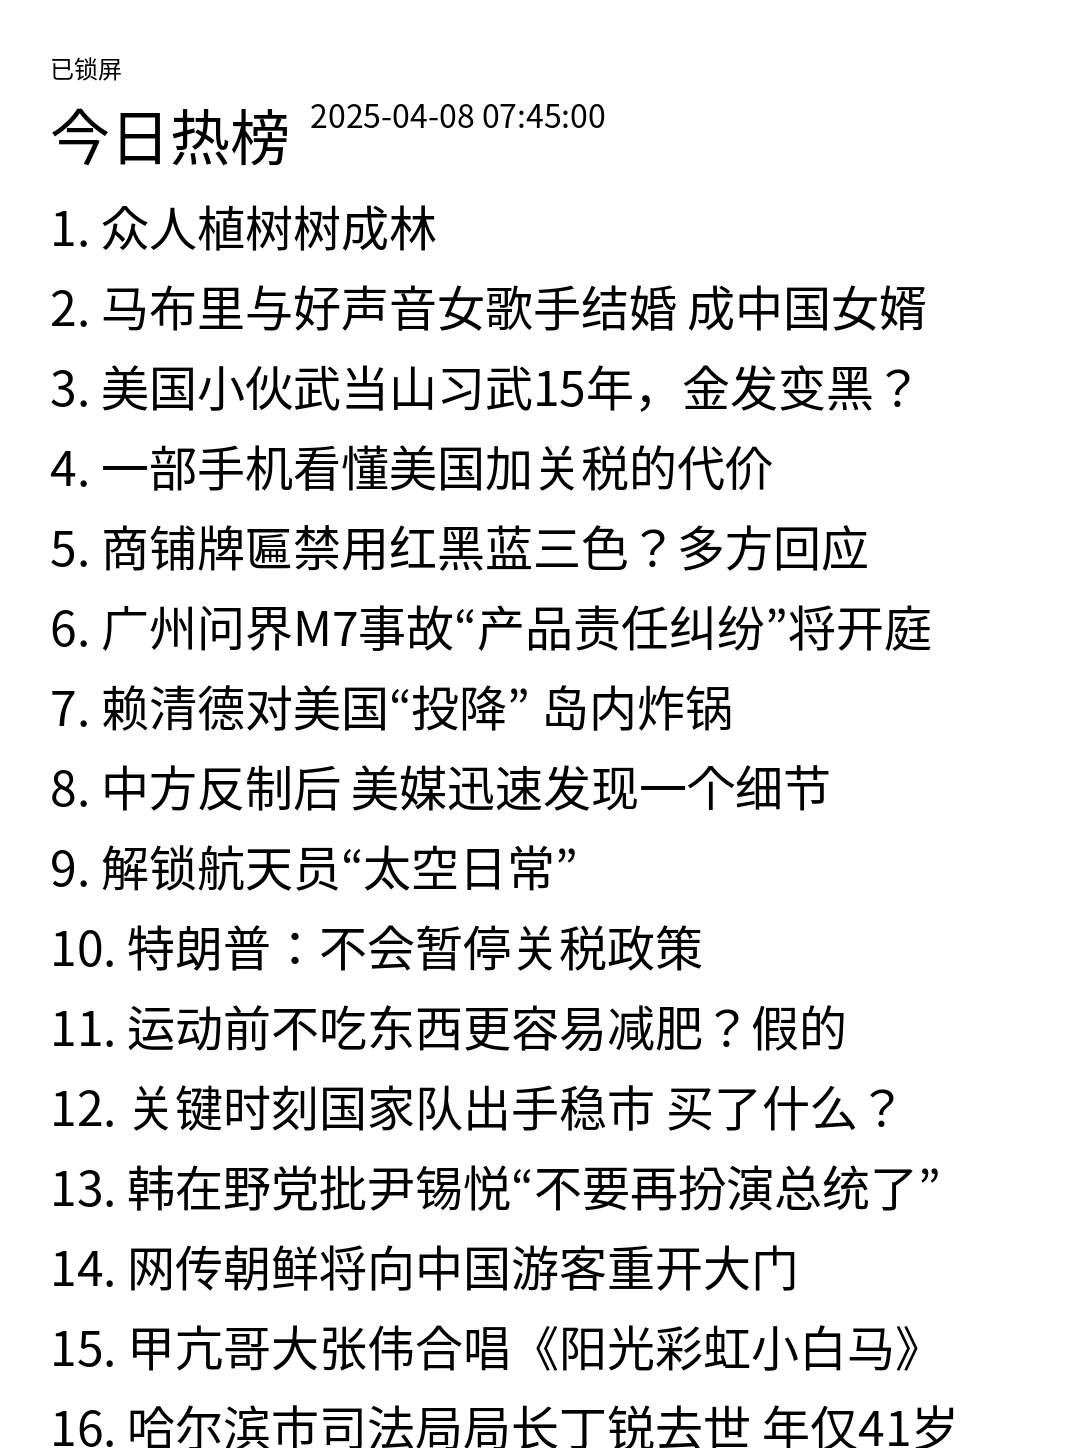 已锁屏
今日热榜 2025-04-08 07:45:00
1. 众人植树树成林
2. 马布里与好声音女歌手结婚 成中国女婿
3. 美国小伙武当山习武15年，金发变黑？
4. 一部手机看懂美国加关税的代价
5. 商铺牌匾禁用红黑蓝三色？多方回应
6. 广州问界M7事故“产品责任纠纷”将开庭
7. 赖清德对美国“投降” 岛内炸锅
8. 中方反制后 美媒迅速发现一个细节
9. 解锁航天员“太空日常”
10. 特朗普：不会暂停关税政策
11. 运动前不吃东西更容易减肥？假的
12. 关键时刻国家队出手稳市 买了什么？
13. 韩在野党批尹锡悦“不要再扮演总统了”
14. 网传朝鲜将向中国游客重开大门
15. 甲亢哥大张伟合唱《阳光彩虹小白马》
16. 哈尔滨市司法局局长丁锐去世 年仅41岁